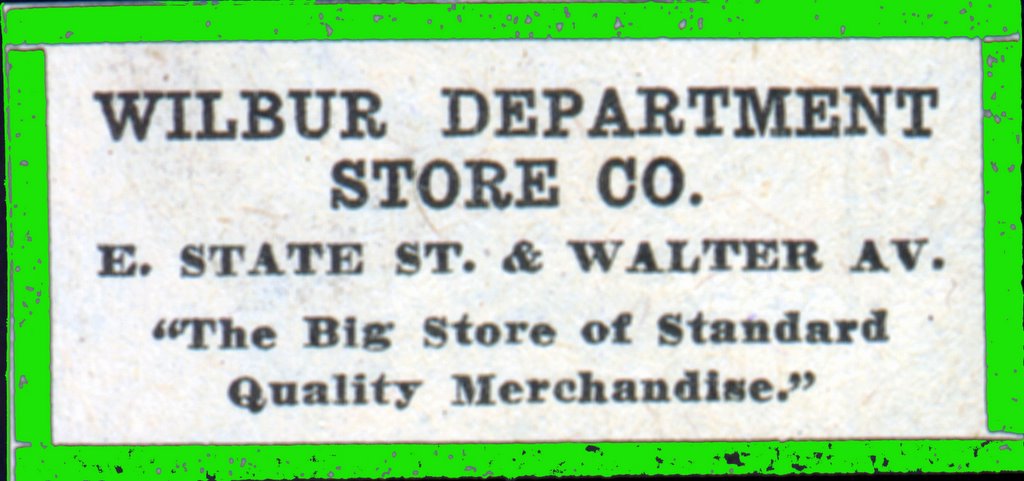 WILBUR DEPARTMENT
STORE CO.
E. STATE ST. & WALTER AV.
“The Big Store of Standard
Quality Merchandise.”